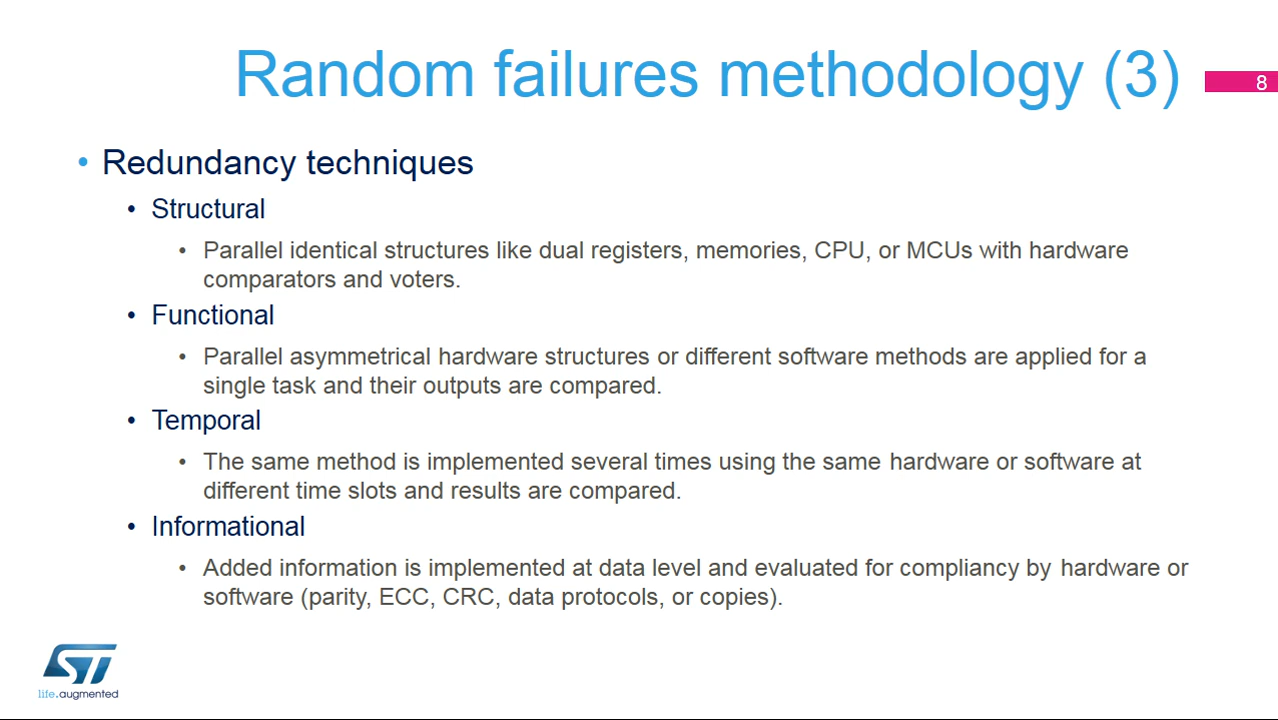 Random failures methodology (3)
8
• Redundancy techniques
• Structural
• Parallel identical structures like dual registers, memories, CPU, or MCUs with hardware
comparators and voters.
• Functional
• Parallel asymmetrical hardware structures or different software methods are applied for a
single task and their outputs are compared.
• Temporal
• The same method is implemented several times using the same hardware or software at
different time slots and results are compared.
• Informational
• Added information is implemented at data level and evaluated for compliancy by hardware or
software (parity, ECC, CRC, data protocols, or copies).
ST
life.augmented